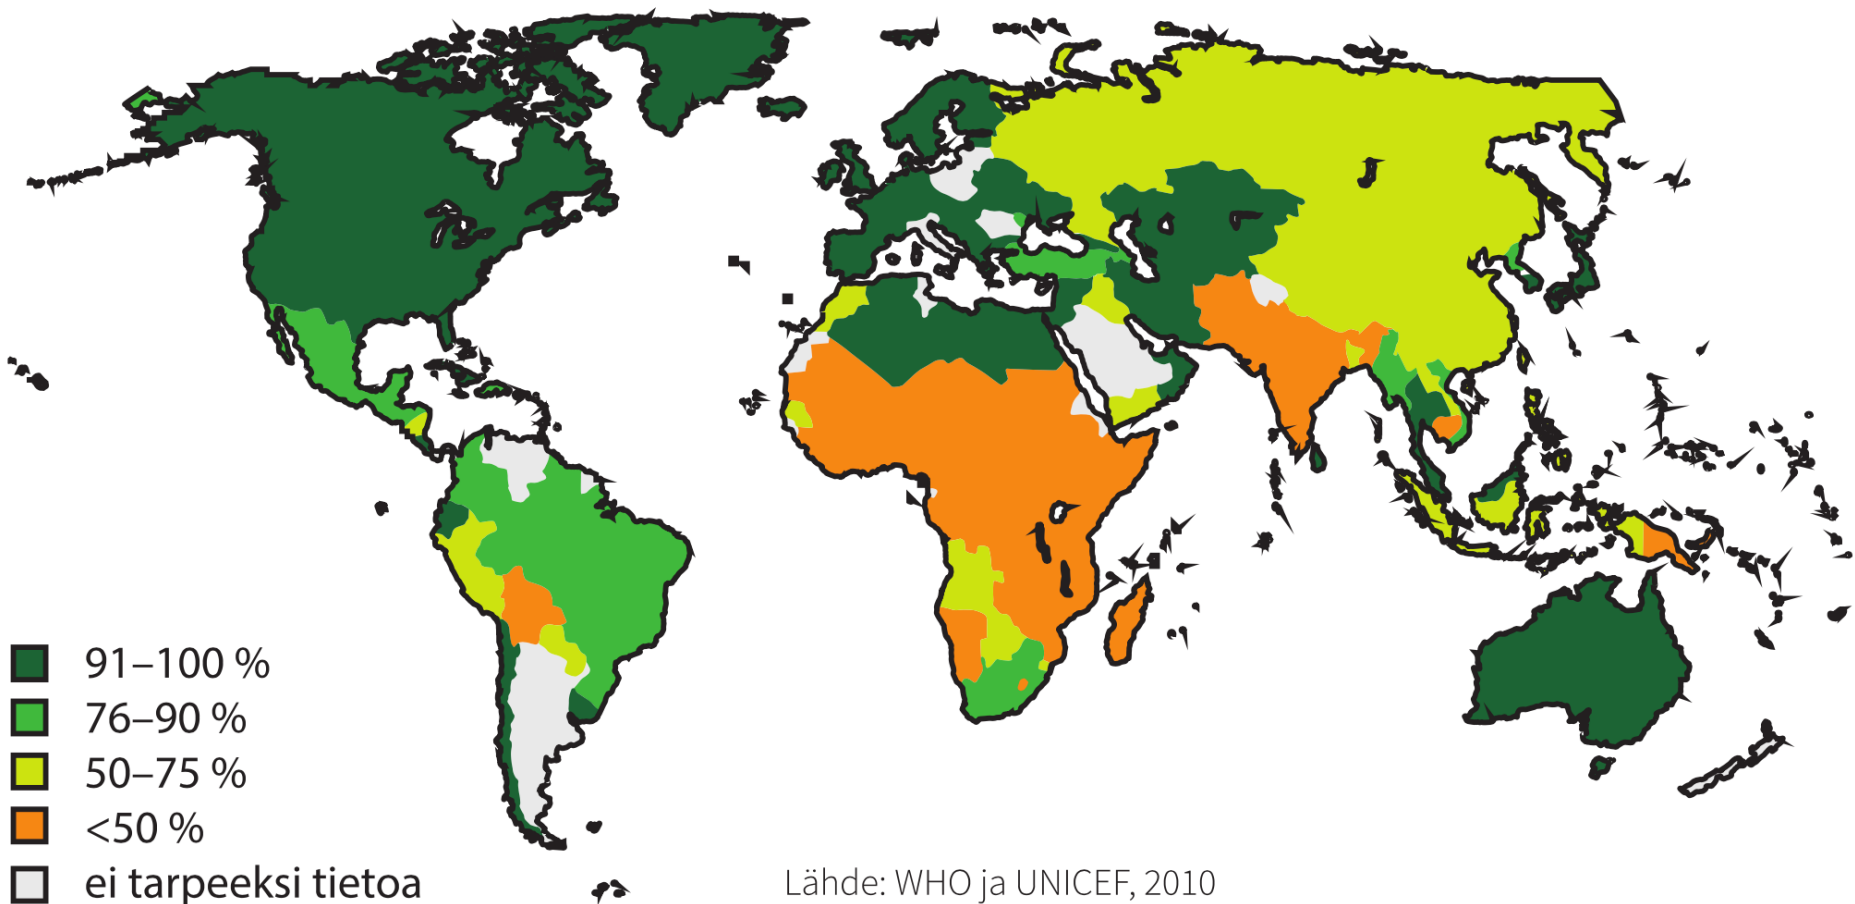 91–100 %
76–90 %
50–75 %
<50 %
ei tarpeeksi tietoa
Lähde: WHO ja UNICEF, 2010